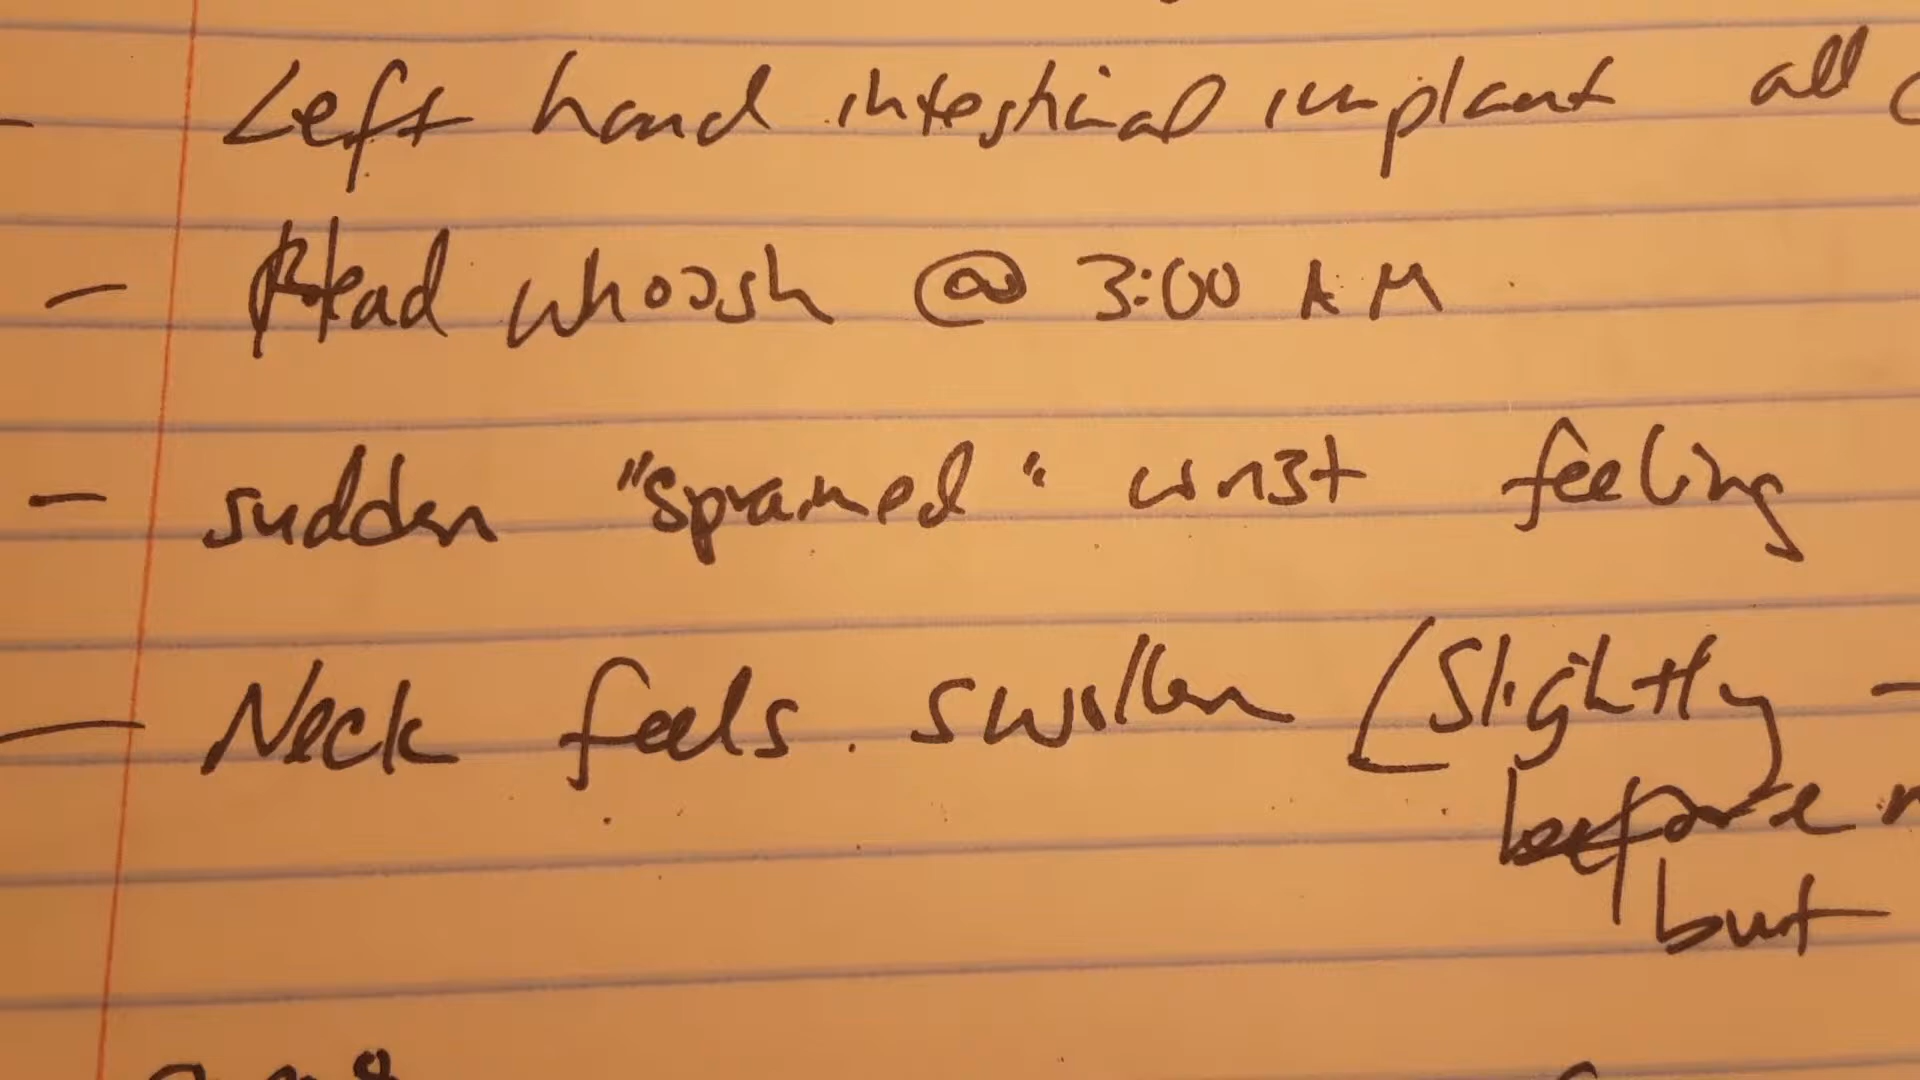 - Left hand intestinal implant all
- Head whoosh @ 3:00 AM
- sudden "sprained" wrist feeling
- Neck feels swollen (Slightly -
before
but